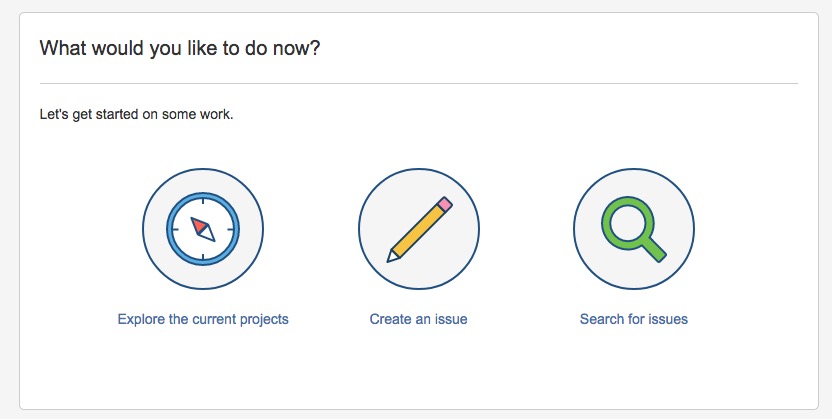 What would you like to do now?
Let's get started on some work.
Explore the current projects
Create an issue
Search for issues